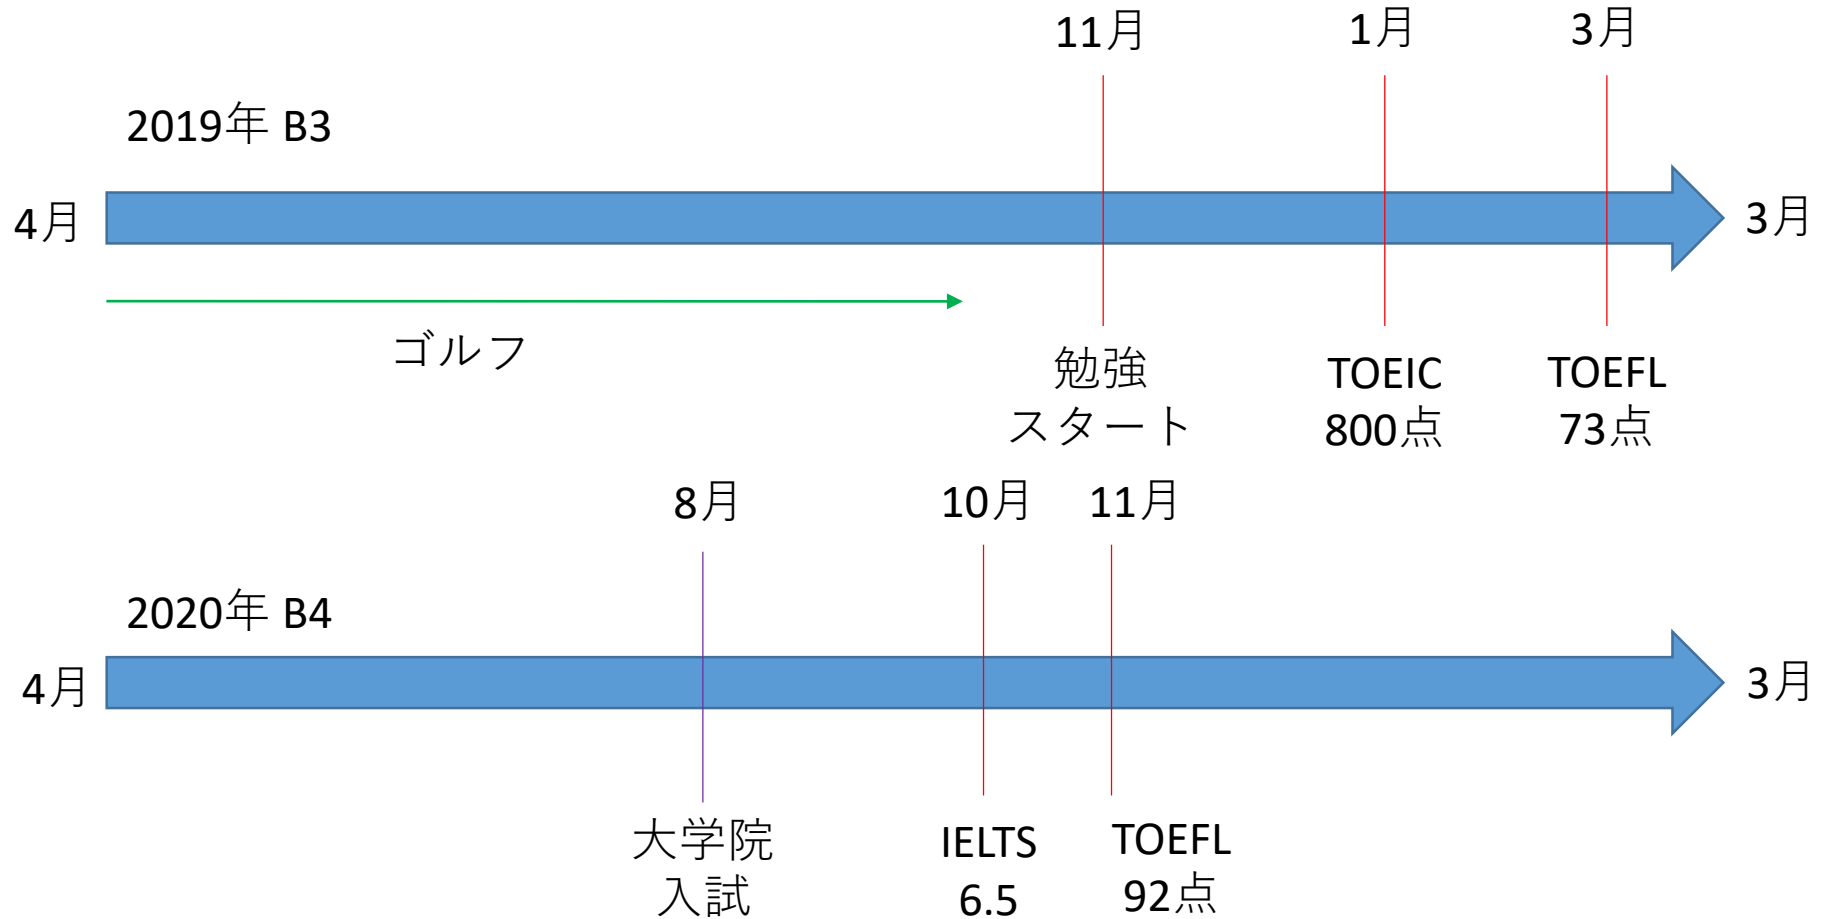 11月
1月
3月
2019年 B3
4月
3月
ゴルフ
勉強
スタート
TOEIC
800点
TOEFL
73点
8月
10月
11月
2020年 B4
4月
3月
大学院
入試
IELTS
6.5
TOEFL
92点